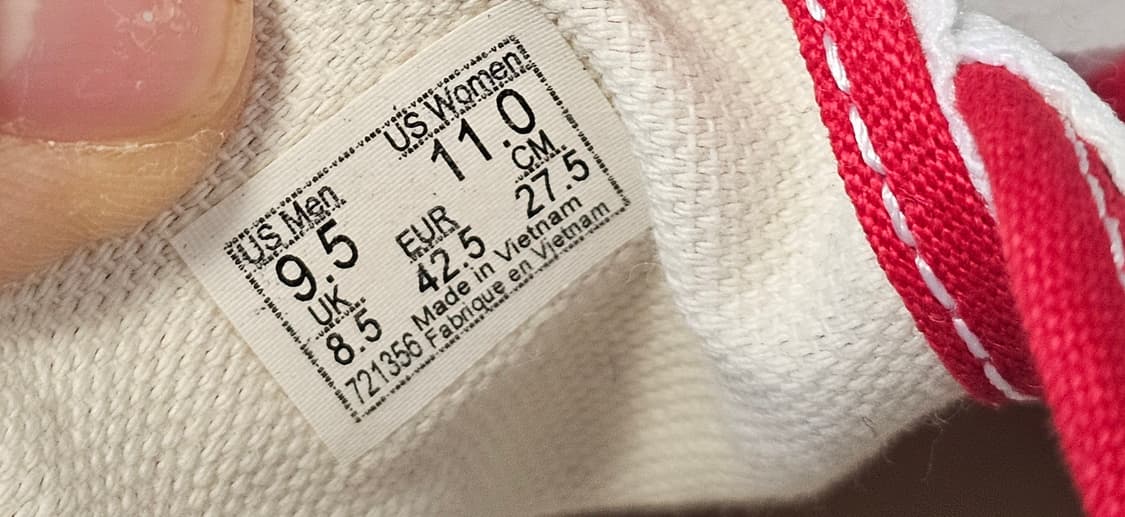 US Men US Women
9.5 11.0
UK EUR CM
8.5 42.5 27.5
721356 Made in Vietnam
Fabrique en Vietnam